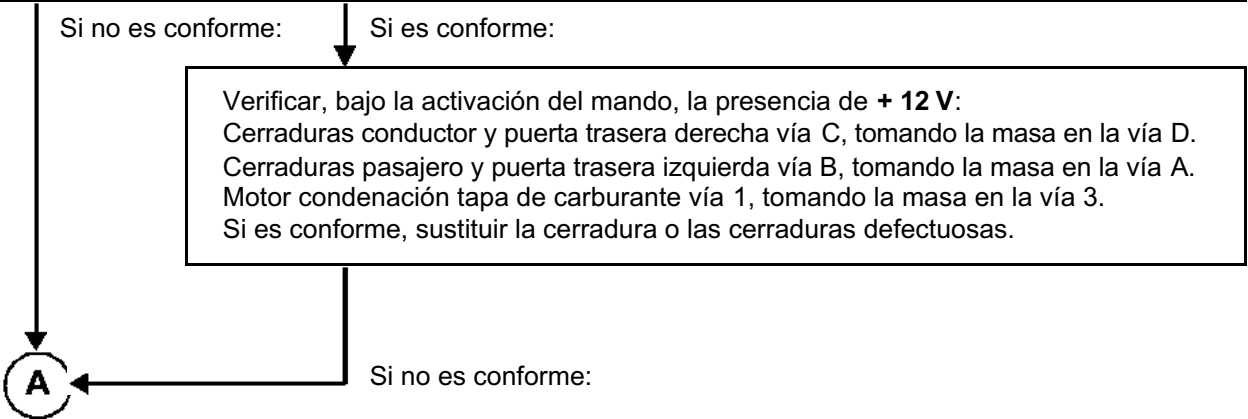 Si no es conforme:
Si es conforme:
Verificar, bajo la activación del mando, la presencia de + 12 V:
Cerraduras conductor y puerta trasera derecha vía C, tomando la masa en la vía D.
Cerraduras pasajero y puerta trasera izquierda vía B, tomando la masa en la vía A.
Motor condenación tapa de carburante vía 1, tomando la masa en la vía 3.
Si es conforme, sustituir la cerradura o las cerraduras defectuosas.
A
Si no es conforme: